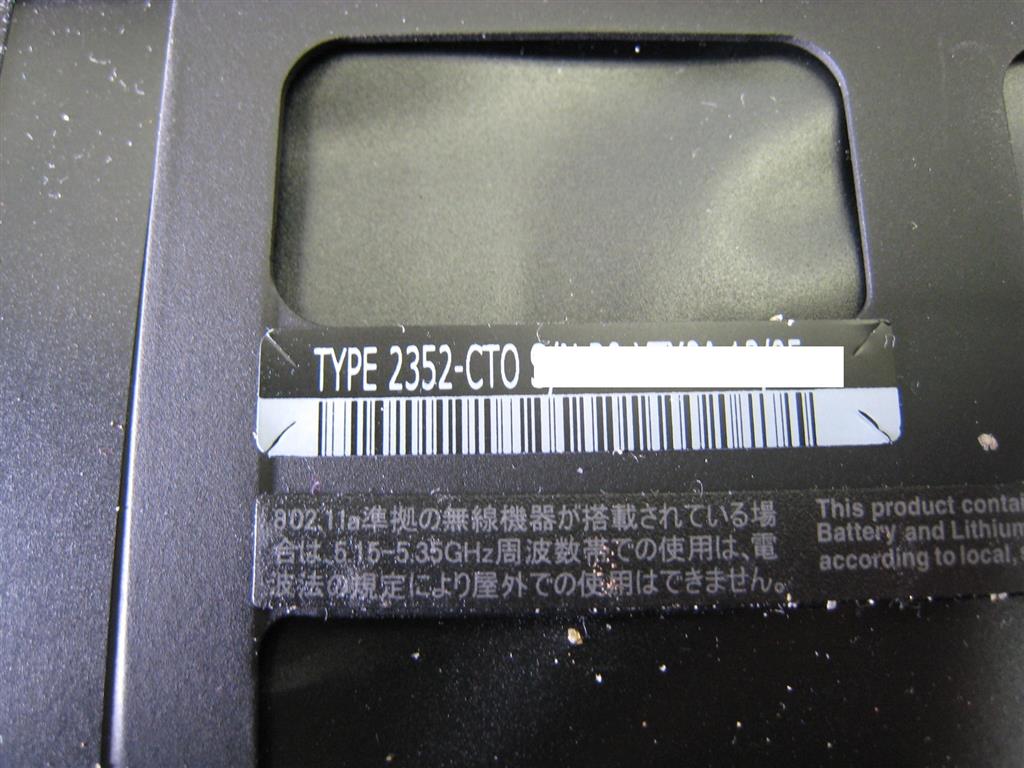 TYPE 2352-CTO
802.11a準拠の無線機器が搭載されている場
合は、5.15-5.35GHz周波数帯での使用は、電
波法の規定により屋外での使用はできません。
This product contai
Battery and Lithium
according to local,